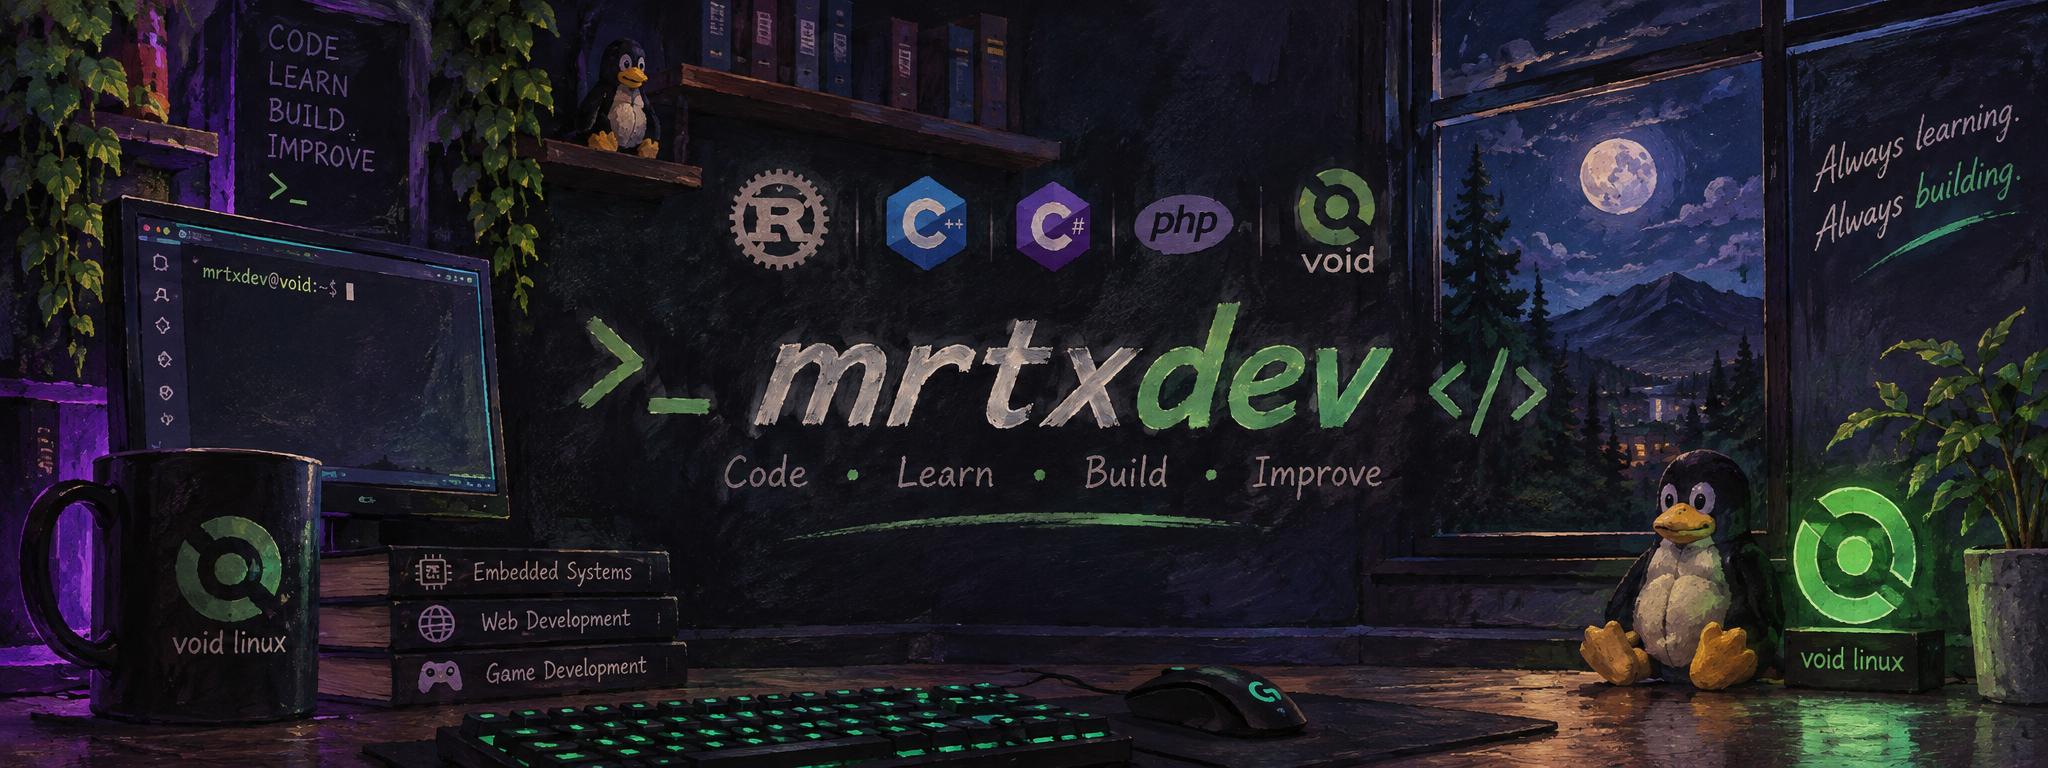 CODE
LEARN
BUILD
IMPROVE
>_
mrtxdev@void:~$
R
C++
C#
php
void
>_ mrtxdev </>
Code • Learn • Build • Improve
Always learning.
Always building.
void linux
Embedded Systems
Web Development
Game Development
G
void linux